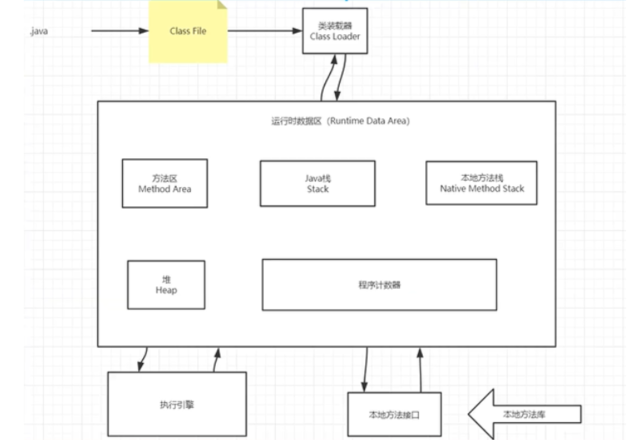 .java
Class File
类装载器
Class Loader
运行时数据区（Runtime Data Area）
方法区
Method Area
Java栈
Stack
本地方法栈
Native Method Stack
堆
Heap
程序计数器
执行引擎
本地方法接口
本地方法库